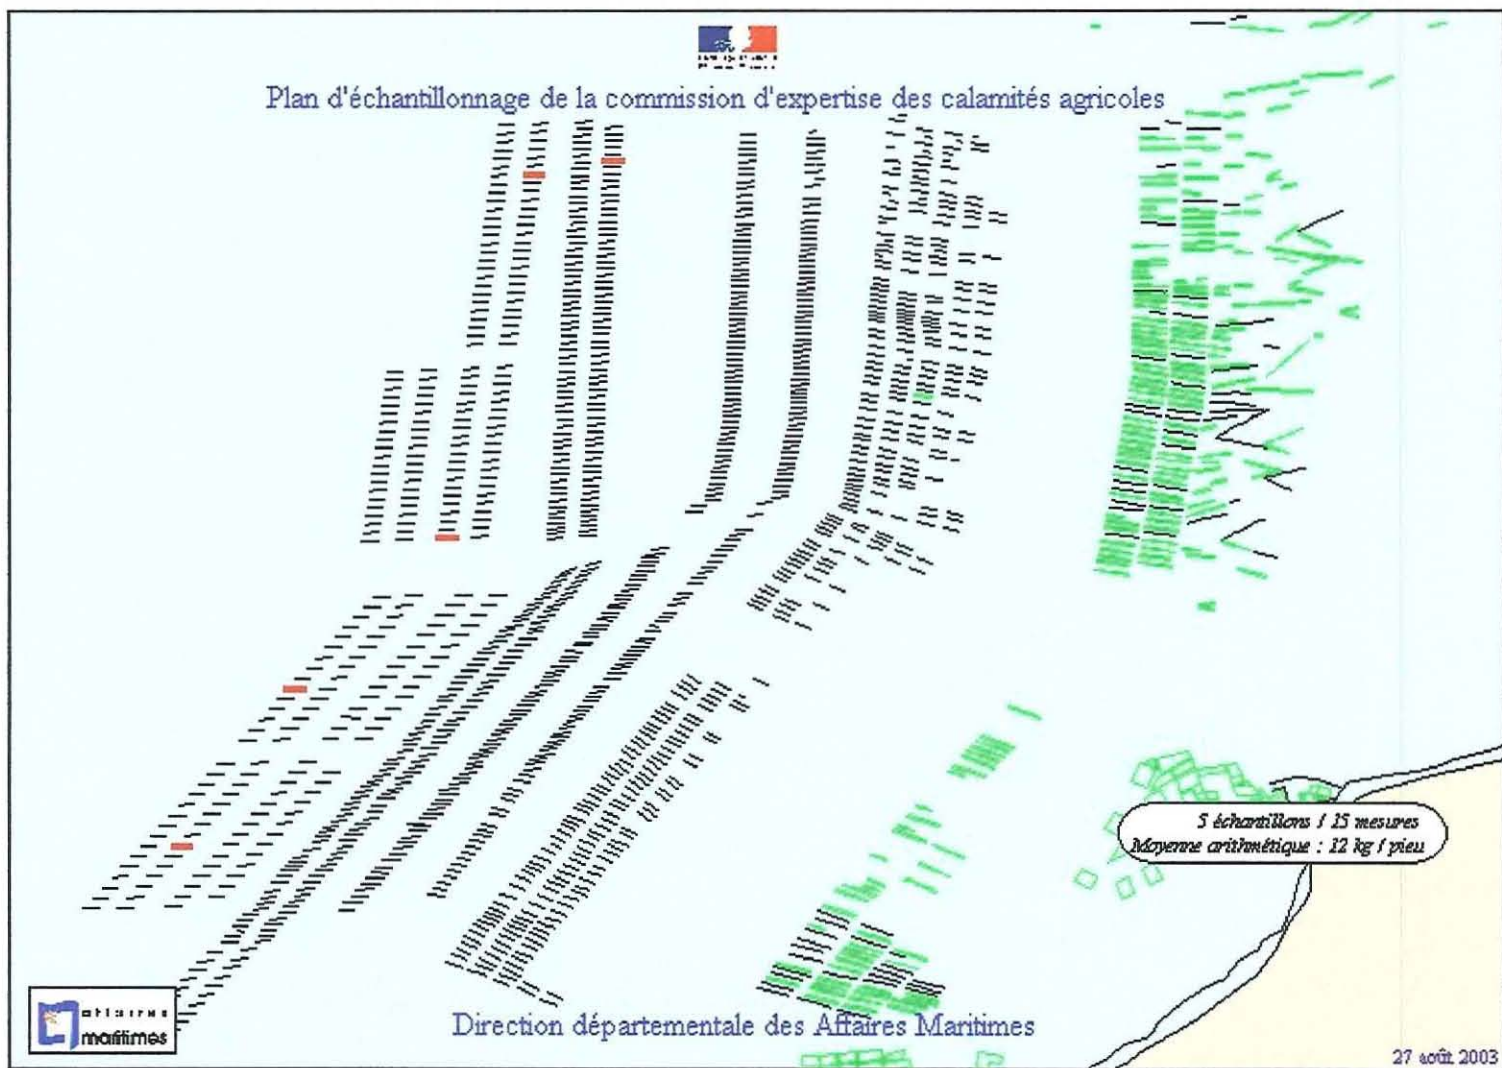 Plan d'échantillonnage de la commission d'expertise des calamités agricoles
5 échantillons / 15 mesures
Moyenne arithmétique : 12 kg / pieu
affaires
maritimes
Direction départementale des Affaires Maritimes
27 août 2003